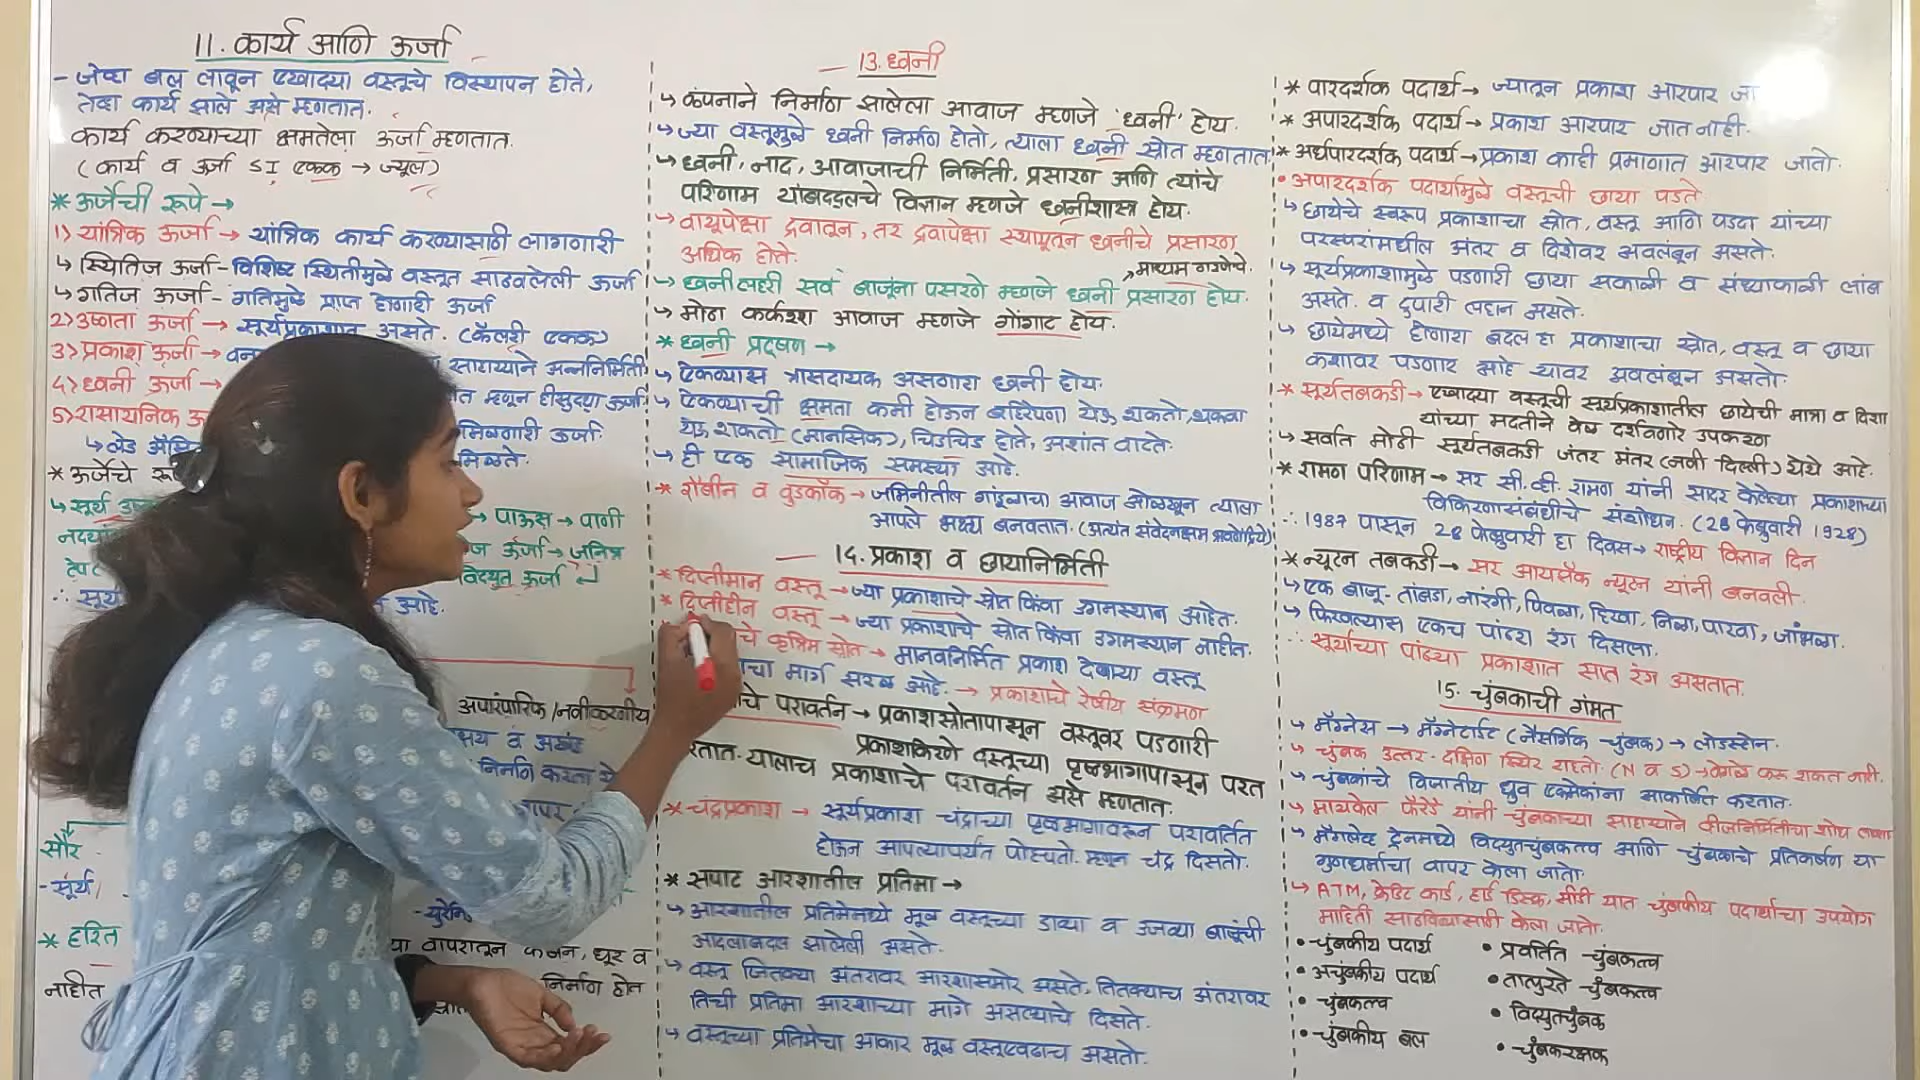 11. कार्य आणि ऊर्जा
- जेव्हा बल लावून एखाद्या वस्तूचे विस्थापन होते,
तेव्हा कार्य झाले असे म्हणतात.
कार्य करण्याच्या क्षमतेला ऊर्जा म्हणतात.
(कार्य व ऊर्जा SI एकक → ज्यूल)
* ऊर्जेची रूपे →
1) यांत्रिक ऊर्जा → यांत्रिक कार्य करण्यासाठी लागणारी
↳ स्थितिज ऊर्जा - विशिष्ट स्थितीमुळे वस्तूत साठवलेली ऊर्जा
↳ गतिज ऊर्जा - गतिमुळे प्राप्त होणारी ऊर्जा
2) उष्णता ऊर्जा → सूर्यप्रकाशात असते. (कॅलरी एकक)
3) प्रकाश ऊर्जा → साहाय्याने अन्ननिर्मिती
4) ध्वनी ऊर्जा → म्हणून हीसुद्धा ऊर्जा
5) रासायनिक मिळणारी ऊर्जा
↳ लेड मिळते.
* ऊर्जेचे
↳ सूर्य → पाऊस → पाणी
ऊर्जा → जनित्र
विद्युत ऊर्जा
∴ सूर्य आहे.
अपारंपारिक/नवीकरणीय
व अखंड
निर्माण करता
सौर
- सूर्य
* हरित वापरातून धूर व
नाहीत निर्माण होत
13. ध्वनी
↳ कंपनाने निर्माण झालेला आवाज म्हणजे 'ध्वनी' होय.
↳ ज्या वस्तूमुळे ध्वनी निर्माण होतो, त्याला ध्वनी स्रोत म्हणतात.
↳ ध्वनी, नाद, आवाजाची निर्मिती, प्रसारण आणि त्यांचे
परिणाम यांबद्दलचे विज्ञान म्हणजे ध्वनीशास्त्र होय.
↳ वायूपेक्षा द्रवातून, तर द्रवापेक्षा स्थायूतून ध्वनीचे प्रसारण
अधिक होते.
माध्यम
↳ ध्वनीलहरी सर्व बाजूंना पसरणे म्हणजे ध्वनी प्रसारण होय.
↳ मोठा कर्कश्श आवाज म्हणजे गोंगाट होय.
* ध्वनी प्रदूषण →
↳ ऐकण्यास त्रासदायक असणारा ध्वनी होय.
↳ ऐकण्याची क्षमता कमी होऊन बहिरेपणा येऊ शकतो, थकवा
येऊ शकतो (मानसिक), चिडचिड होते, अशांत वाटते.
↳ ही एक सामाजिक समस्या आहे.
* रॉबीन व वुडकॉक → जमिनीतील गांडूळाचा आवाज ओळखून त्याला
आपले भक्ष्य बनवतात. (अत्यंत संवेदनक्षम श्रवणेंद्रिये)
14. प्रकाश व छायानिर्मिती
* दिप्तीमान वस्तू → ज्या प्रकाशाचे स्रोत किंवा उगमस्थान आहेत.
* दिप्तीहीन वस्तू → ज्या प्रकाशाचे स्रोत किंवा उगमस्थान नाहीत.
चे कृत्रिम स्रोत → मानवनिर्मित प्रकाश देणाऱ्या वस्तू
चा मार्ग सरळ आहे. → प्रकाशाचे रेषीय संक्रमण
चे परावर्तन → प्रकाशस्रोतापासून वस्तूवर पडणारी
प्रकाशकिरणे वस्तूच्या पृष्ठभागापासून परत
रतात. यालाच प्रकाशाचे परावर्तन असे म्हणतात.
* चंद्रप्रकाश → सूर्यप्रकाश चंद्राच्या पृष्ठभागावरून परावर्तित
होऊन आपल्यापर्यंत पोहचतो. म्हणून चंद्र दिसतो.
* सपाट आरशातील प्रतिमा →
↳ आरशातील प्रतिमेमध्ये मूळ वस्तूच्या डाव्या व उजव्या बाजूंची
अदलाबदल झालेली असते.
↳ वस्तू जितक्या अंतरावर आरशासमोर असते, तितक्याच अंतरावर
तिची प्रतिमा आरशाच्या मागे असल्याचे दिसते.
↳ वस्तूच्या प्रतिमेचा आकार मूळ वस्तूएवढाच असतो.
* पारदर्शक पदार्थ → ज्यातून प्रकाश आरपार जा
* अपारदर्शक पदार्थ → प्रकाश आरपार जात नाही.
* अर्धपारदर्शक पदार्थ → प्रकाश काही प्रमाणात आरपार जातो.
• अपारदर्शक पदार्थामुळे वस्तूची छाया पडते
↳ छायेचे स्वरूप प्रकाशाचा स्रोत, वस्तू आणि पडदा यांच्या
परस्परांमधील अंतर व दिशेवर अवलंबून असते.
↳ सूर्यप्रकाशामुळे पडणारी छाया सकाळी व संध्याकाळी लांब
असते. व दुपारी लहान असते.
↳ छायेमध्ये होणारा बदल हा प्रकाशाचा स्रोत, वस्तू व छाया
कशावर पडणार आहे यावर अवलंबून असतो.
* सूर्यतबकडी → एखाद्या वस्तूची सूर्यप्रकाशातील छायेची मात्रा व दिशा
यांच्या मदतीने वेळ दर्शवणारे उपकरण
↳ सर्वात मोठी सूर्यतबकडी जंतर मंतर (नवी दिल्ली) येथे आहे.
* रामण परिणाम → सर सी. व्ही. रामण यांनी सादर केलेल्या प्रकाशाच्या
विकिरणासंबंधीचे संशोधन. (28 फेब्रुवारी 1928)
∴ 1987 पासून 28 फेब्रुवारी हा दिवस → राष्ट्रीय विज्ञान दिन
* न्यूटन तबकडी → सर आयसॅक न्यूटन यांनी बनवली.
↳ एक बाजू - तांबडा, नारंगी, पिवळा, हिरवा, निळा, पारवा, जांभळा.
↳ फिरवल्यास एकच पांढरा रंग दिसला.
∴ सूर्याच्या पांढऱ्या प्रकाशात सात रंग असतात.
15. चुंबकाची गंमत
↳ मॅग्नेस → मॅग्नेटाईट (नैसर्गिक चुंबक) → लोडस्टोन.
↳ चुंबक उत्तर - दक्षिण स्थिर राहतो. (N व S) → वेगळे करू शकत नाही.
↳ चुंबकांचे विजातीय ध्रुव एकमेकांना आकर्षित करतात.
↳ मायकेल फॅरेडे यांनी चुंबकाच्या साहाय्याने वीजनिर्मितीचा शोध लावला
↳ मॅगलेव्ह ट्रेनमध्ये विद्युतचुंबकत्व आणि चुंबकाचे प्रतिकर्षण या
गुणधर्माचा वापर केला जातो.
↳ ATM, क्रेडिट कार्ड, हार्ड डिस्क, सीडी यात चुंबकीय पदार्थाचा उपयोग
माहिती साठविण्यासाठी केला जातो.
• चुंबकीय पदार्थ
• अचुंबकीय पदार्थ
• चुंबकत्व
• चुंबकीय बल
• प्रवर्तित चुंबकत्व
• तात्पुरते चुंबकत्व
• विद्युतचुंबक
• चुंबकरक्षक